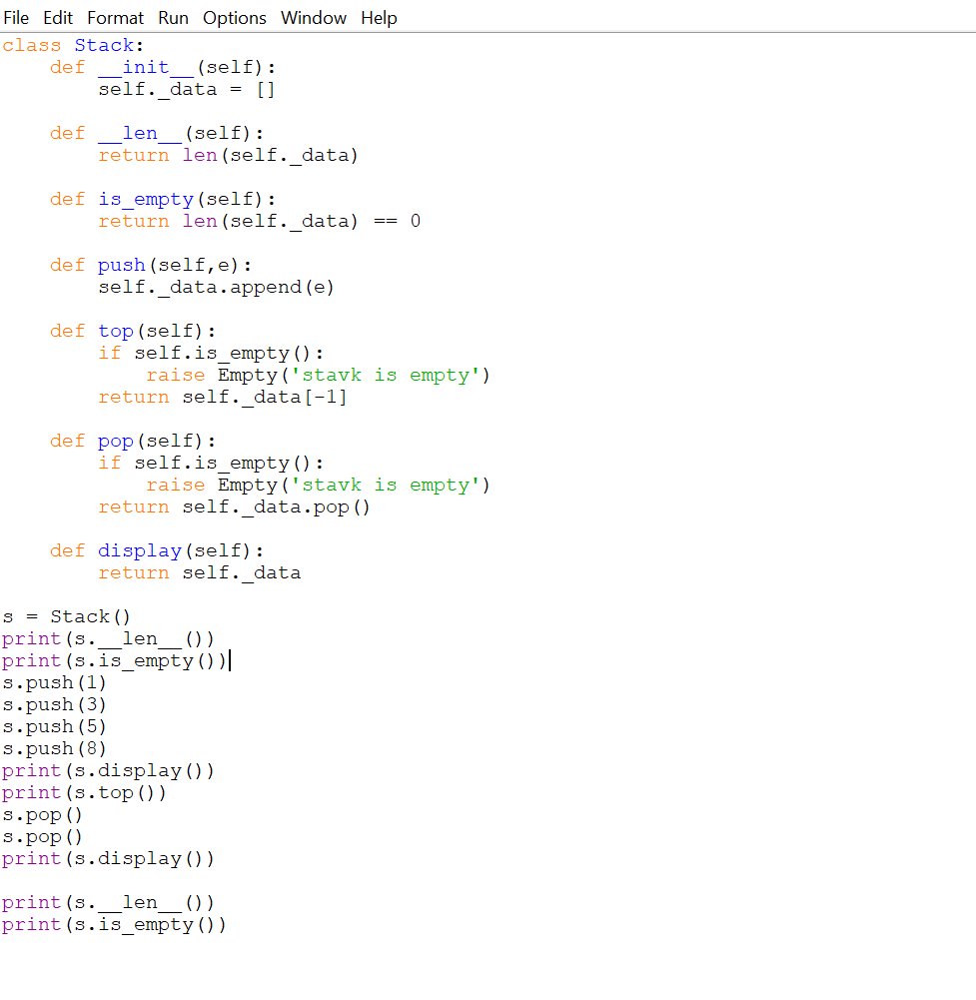 File Edit Format Run Options Window Help
class Stack:
    def __init__(self):
        self._data = []

    def __len__(self):
        return len(self._data)

    def is_empty(self):
        return len(self._data) == 0

    def push(self,e):
        self._data.append(e)

    def top(self):
        if self.is_empty():
            raise Empty('stavk is empty')
        return self._data[-1]

    def pop(self):
        if self.is_empty():
            raise Empty('stavk is empty')
        return self._data.pop()

    def display(self):
        return self._data

s = Stack()
print(s.__len__())
print(s.is_empty())
s.push(1)
s.push(3)
s.push(5)
s.push(8)
print(s.display())
print(s.top())
s.pop()
s.pop()
print(s.display())

print(s.__len__())
print(s.is_empty())